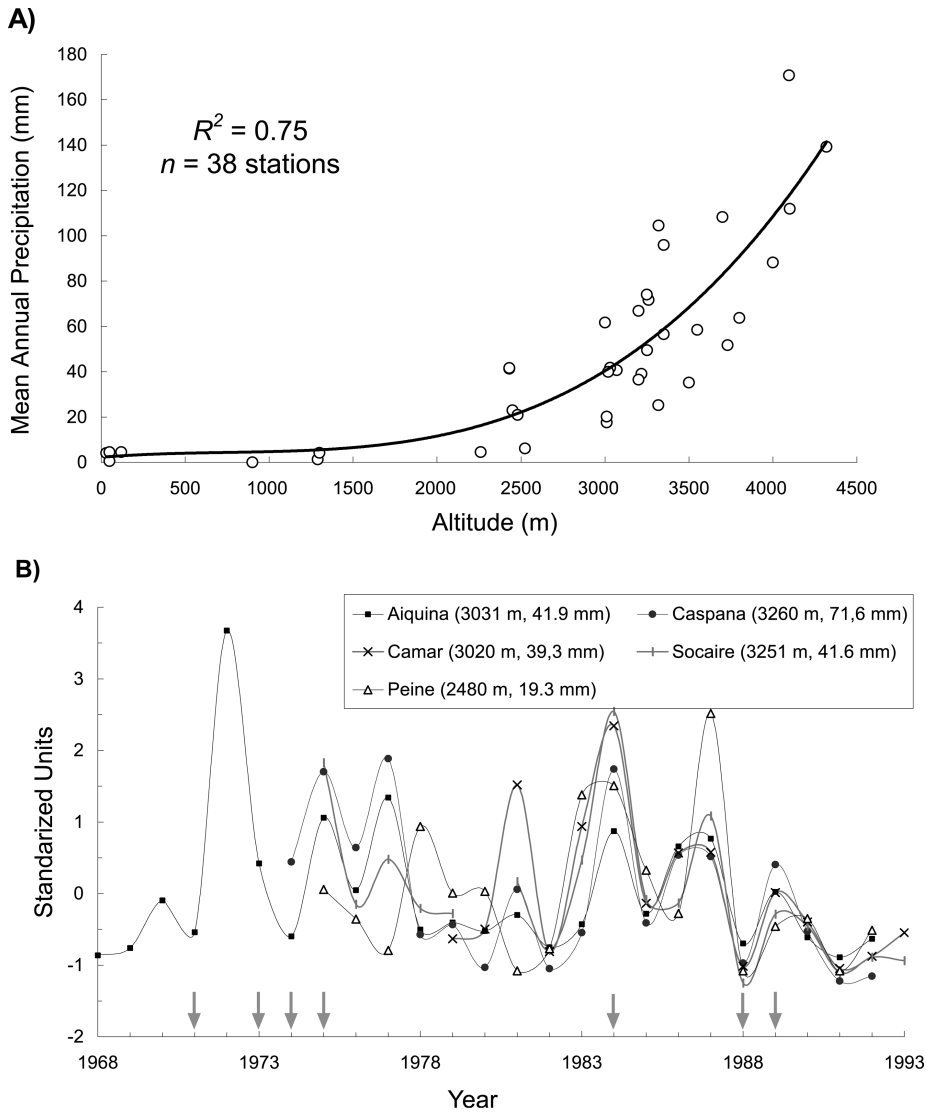 A)
Mean Annual Precipitation (mm)
180
160
140
120
100
80
60
40
20
0
R² = 0.75
n = 38 stations
0 500 1000 1500 2000 2500 3000 3500 4000 4500
Altitude (m)
B)
Standarized Units
4
3
2
1
0
-1
-2
Aiquina (3031 m, 41.9 mm) Caspana (3260 m, 71,6 mm)
Camar (3020 m, 39,3 mm) Socaire (3251 m, 41.6 mm)
Peine (2480 m, 19.3 mm)
1968 1973 1978 1983 1988 1993
Year